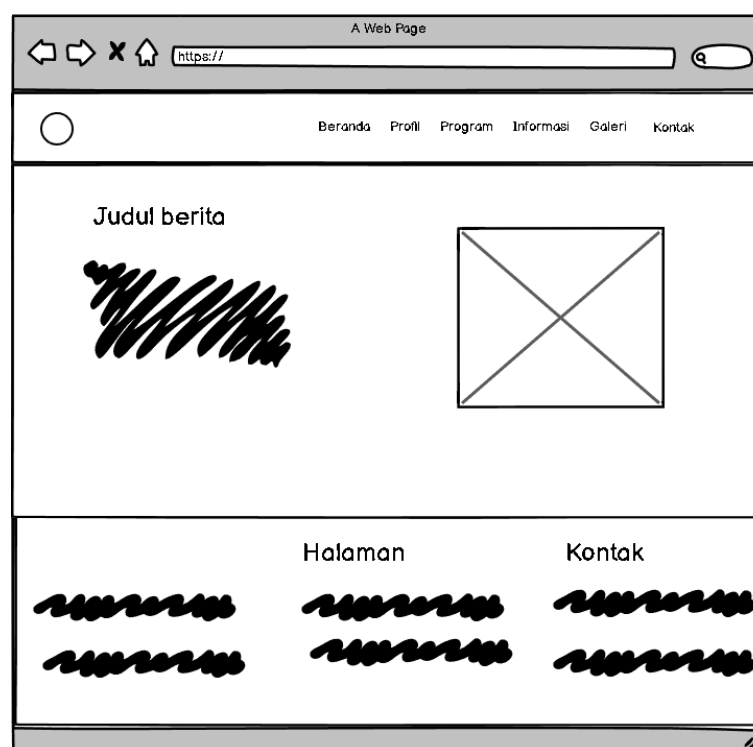 A Web Page
https://
Beranda Profil Program Informasi Galeri Kontak
Judul berita
Halaman Kontak